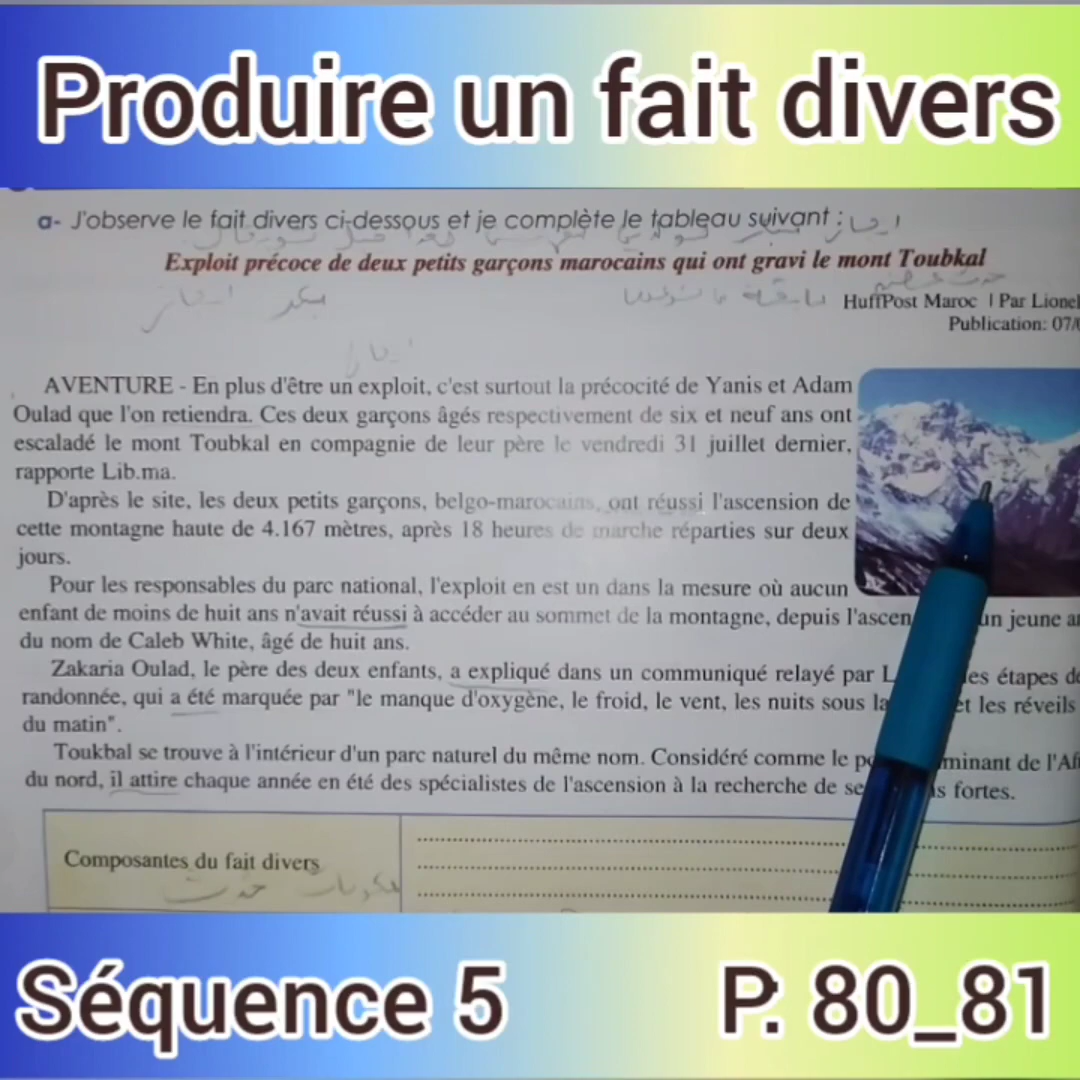 Produire un fait divers
a- J'observe le fait divers ci-dessous et je complète le tableau suivant :
Exploit précoce de deux petits garçons marocains qui ont gravi le mont Toubkal
HuffPost Maroc | Par Lionel
Publication: 07/
AVENTURE - En plus d'être un exploit, c'est surtout la précocité de Yanis et Adam
Oulad que l'on retiendra. Ces deux garçons âgés respectivement de six et neuf ans ont
escaladé le mont Toubkal en compagnie de leur père le vendredi 31 juillet dernier,
rapporte Lib.ma.
D'après le site, les deux petits garçons, belgo-marocains, ont réussi l'ascension de
cette montagne haute de 4.167 mètres, après 18 heures de marche réparties sur deux
jours.
Pour les responsables du parc national, l'exploit en est un dans la mesure où aucun
enfant de moins de huit ans n'avait réussi à accéder au sommet de la montagne, depuis l'ascen un jeune
du nom de Caleb White, âgé de huit ans.
Zakaria Oulad, le père des deux enfants, a expliqué dans un communiqué relayé par L les étapes
randonnée, qui a été marquée par "le manque d'oxygène, le froid, le vent, les nuits sous la et les réveils
du matin".
Toukbal se trouve à l'intérieur d'un parc naturel du même nom. Considéré comme le minant de l'Af
du nord, il attire chaque année en été des spécialistes de l'ascension à la recherche de se s fortes.
Composantes du fait divers
Séquence 5 P. 80_81